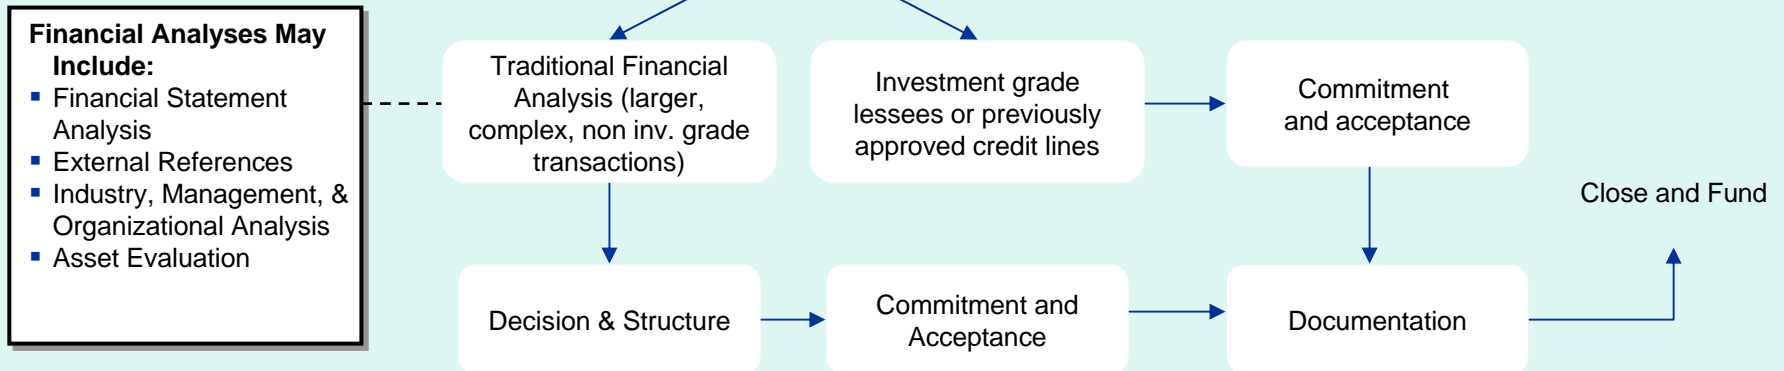 Financial Analyses May
Include:
▪ Financial Statement
Analysis
▪ External References
▪ Industry, Management, &
Organizational Analysis
▪ Asset Evaluation
Traditional Financial
Analysis (larger,
complex, non inv. grade
transactions)
Investment grade
lessees or previously
approved credit lines
Commitment
and acceptance
Close and Fund
Decision & Structure
Commitment and
Acceptance
Documentation